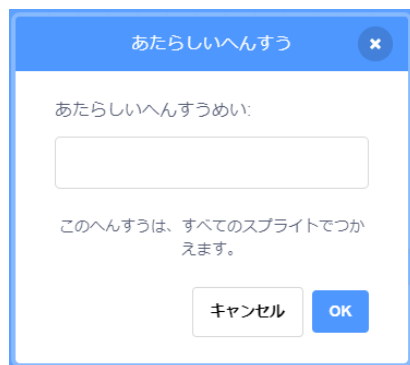 あたらしいへんすう
あたらしいへんすうめい:
このへんすうは、すべてのスプライトでつか
えます。
キャンセル
OK